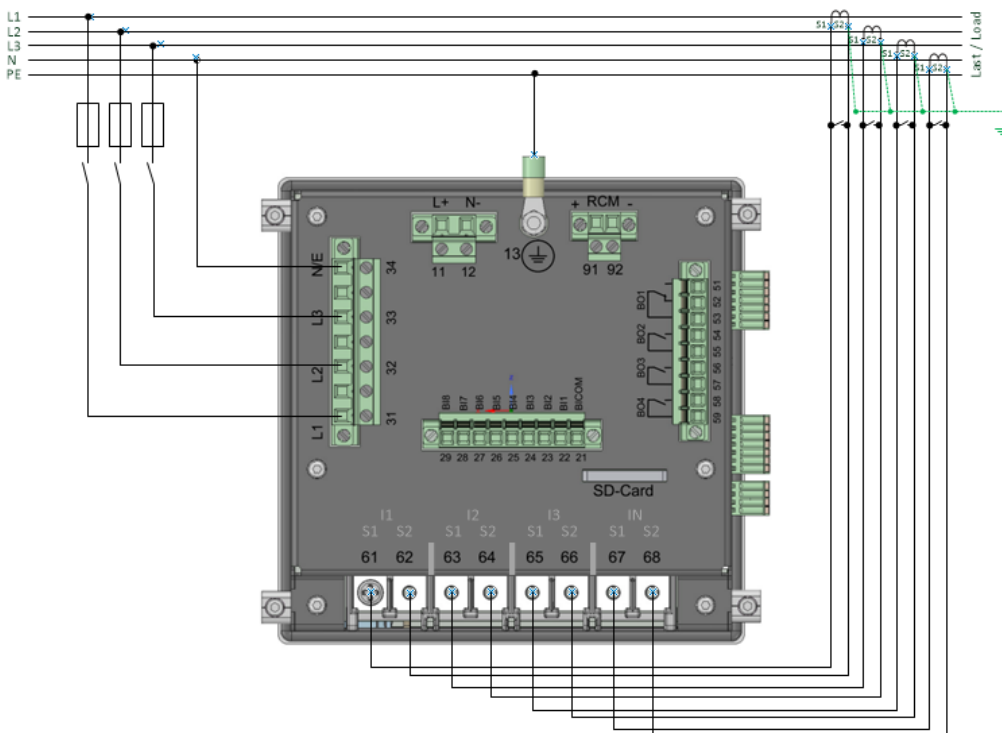 L1
L2
L3
N
PE
Last / Load
S1 S2
S1 S2
S1 S2
S1 S2
L+ N-
11 12
13
+ RCM -
91 92
N/E
L3
L2
L1
34
33
32
31
BO1
BO2
BO3
BO4
51
52
53
54
55
56
57
58
59
BI8 BI7 BI6 BI5 BI4 BI3 BI2 BI1 BICOM
29 28 27 26 25 24 23 22 21
SD-Card
I1 I2 I3 IN
S1 S2 S1 S2 S1 S2 S1 S2
61 62 63 64 65 66 67 68